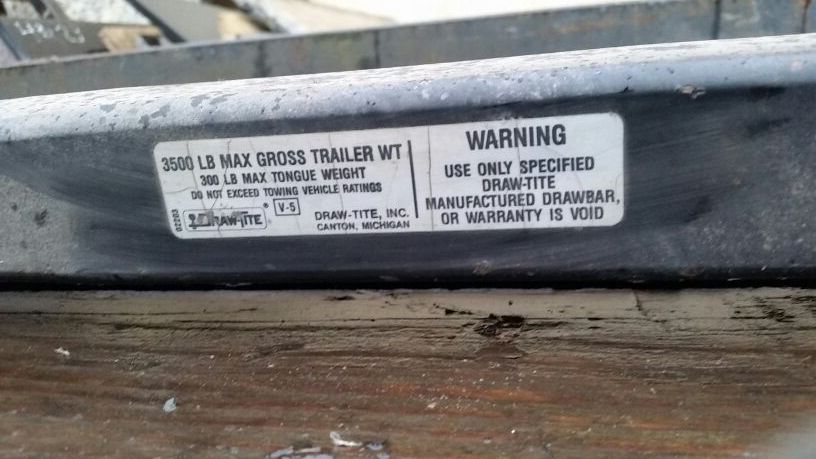 3500 LB MAX GROSS TRAILER WT
300 LB MAX TONGUE WEIGHT
DO NOT EXCEED TOWING VEHICLE RATINGS
V-5
02203
DRAW-TITE®
DRAW-TITE, INC.
CANTON, MICHIGAN
WARNING
USE ONLY SPECIFIED
DRAW-TITE
MANUFACTURED DRAWBAR,
OR WARRANTY IS VOID